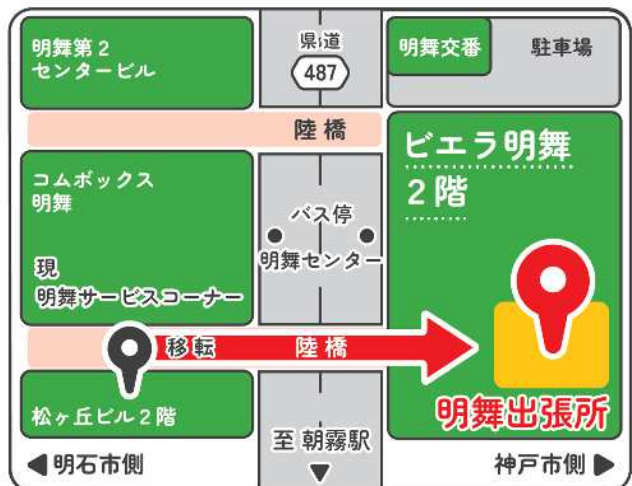 明舞第2
センタービル
県道
487
明舞交番
駐車場
陸橋
ビエラ明舞
2階
コムボックス
明舞
バス停
明舞センター
現
明舞サービスコーナー
移転
陸橋
松ヶ丘ビル2階
明舞出張所
至 朝霧駅
◀明石市側
神戸市側▶